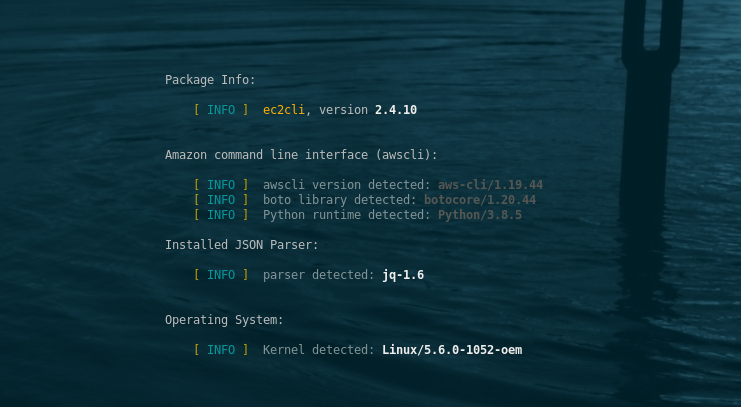 Package Info:
[ INFO ] ec2cli, version 2.4.10
Amazon command line interface (awscli):
[ INFO ] awscli version detected: aws-cli/1.19.44
[ INFO ] boto library detected: botocore/1.20.44
[ INFO ] Python runtime detected: Python/3.8.5
Installed JSON Parser:
[ INFO ] parser detected: jq-1.6
Operating System:
[ INFO ] Kernel detected: Linux/5.6.0-1052-oem